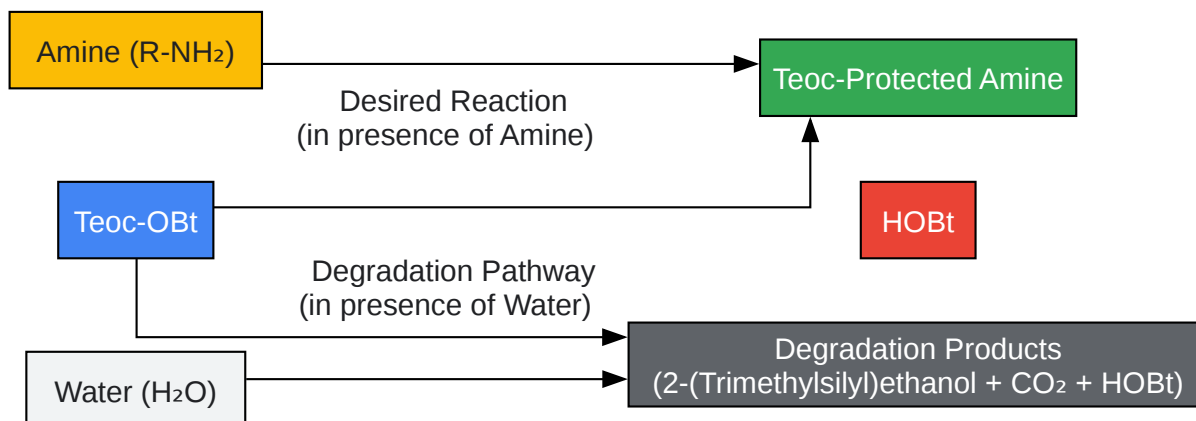 Amine (R-NH₂)
Teoc-Protected Amine
Desired Reaction
(in presence of Amine)
Teoc-OBt
HOBt
Degradation Pathway
(in presence of Water)
Degradation Products
(2-(Trimethylsilyl)ethanol + CO₂ + HOBt)
Water (H₂O)